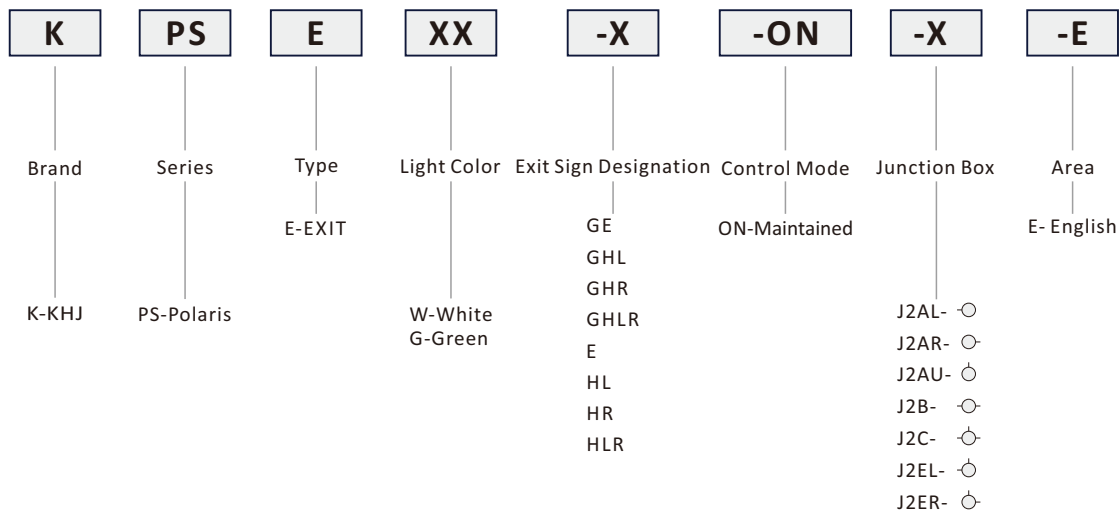 K PS E XX -X -ON -X -E
Brand Series Type Light Color Exit Sign Designation Control Mode Junction Box Area
E-EXIT
GE
ON-Maintained
E- English
GHL
GHR
GHLR
E
HL
HR
HLR
K-KHJ
PS-Polaris
W-White
G-Green
J2AL-
J2AR-
J2AU-
J2B-
J2C-
J2EL-
J2ER-